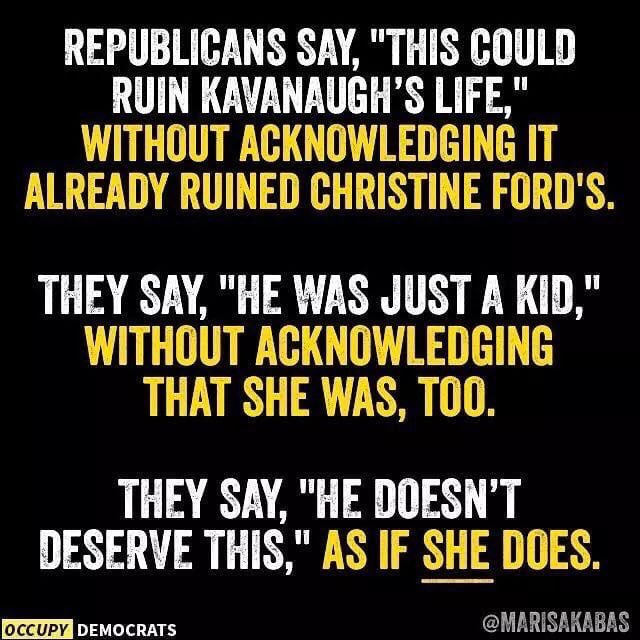 REPUBLICANS SAY, "THIS COULD
RUIN KAVANAUGH'S LIFE,"
WITHOUT ACKNOWLEDGING IT
ALREADY RUINED CHRISTINE FORD'S.
THEY SAY, "HE WAS JUST A KID,"
WITHOUT ACKNOWLEDGING
THAT SHE WAS, TOO.
THEY SAY, "HE DOESN'T
DESERVE THIS," AS IF SHE DOES.
OCCUPY DEMOCRATS
@MARISAKABAS